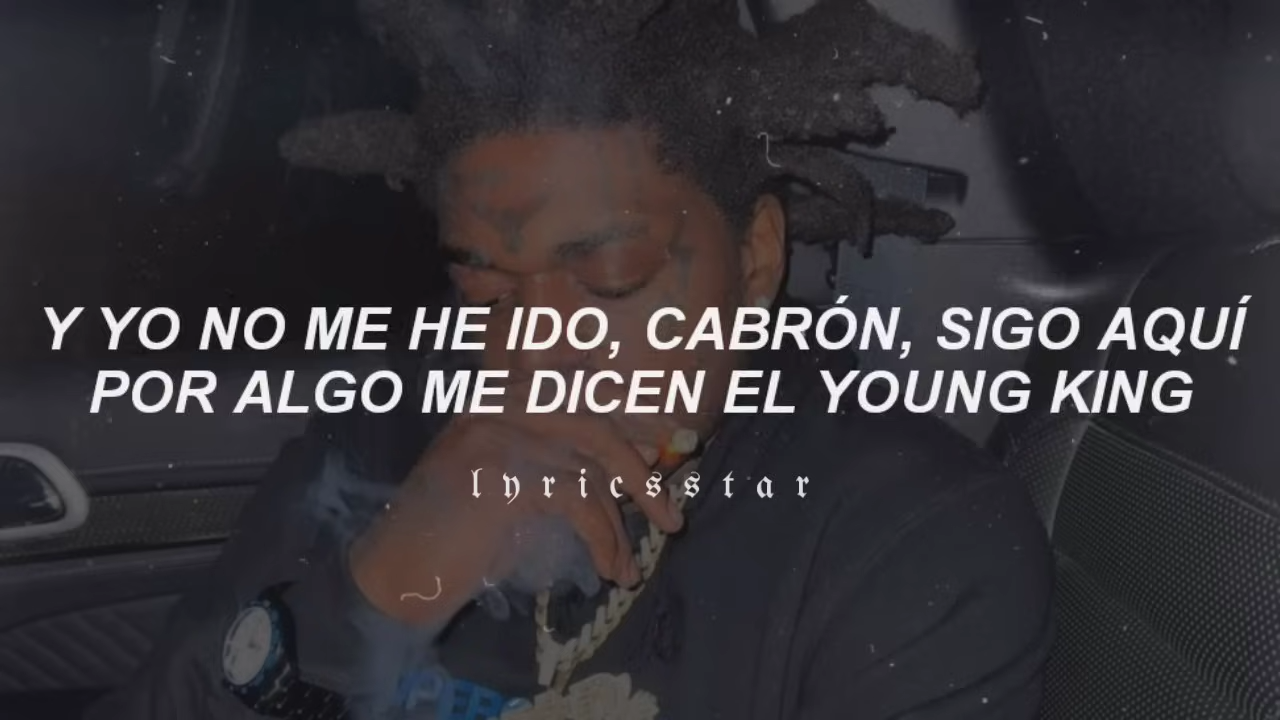 Y YO NO ME HE IDO, CABRÓN, SIGO AQUÍ
POR ALGO ME DICEN EL YOUNG KING
lyricsstar